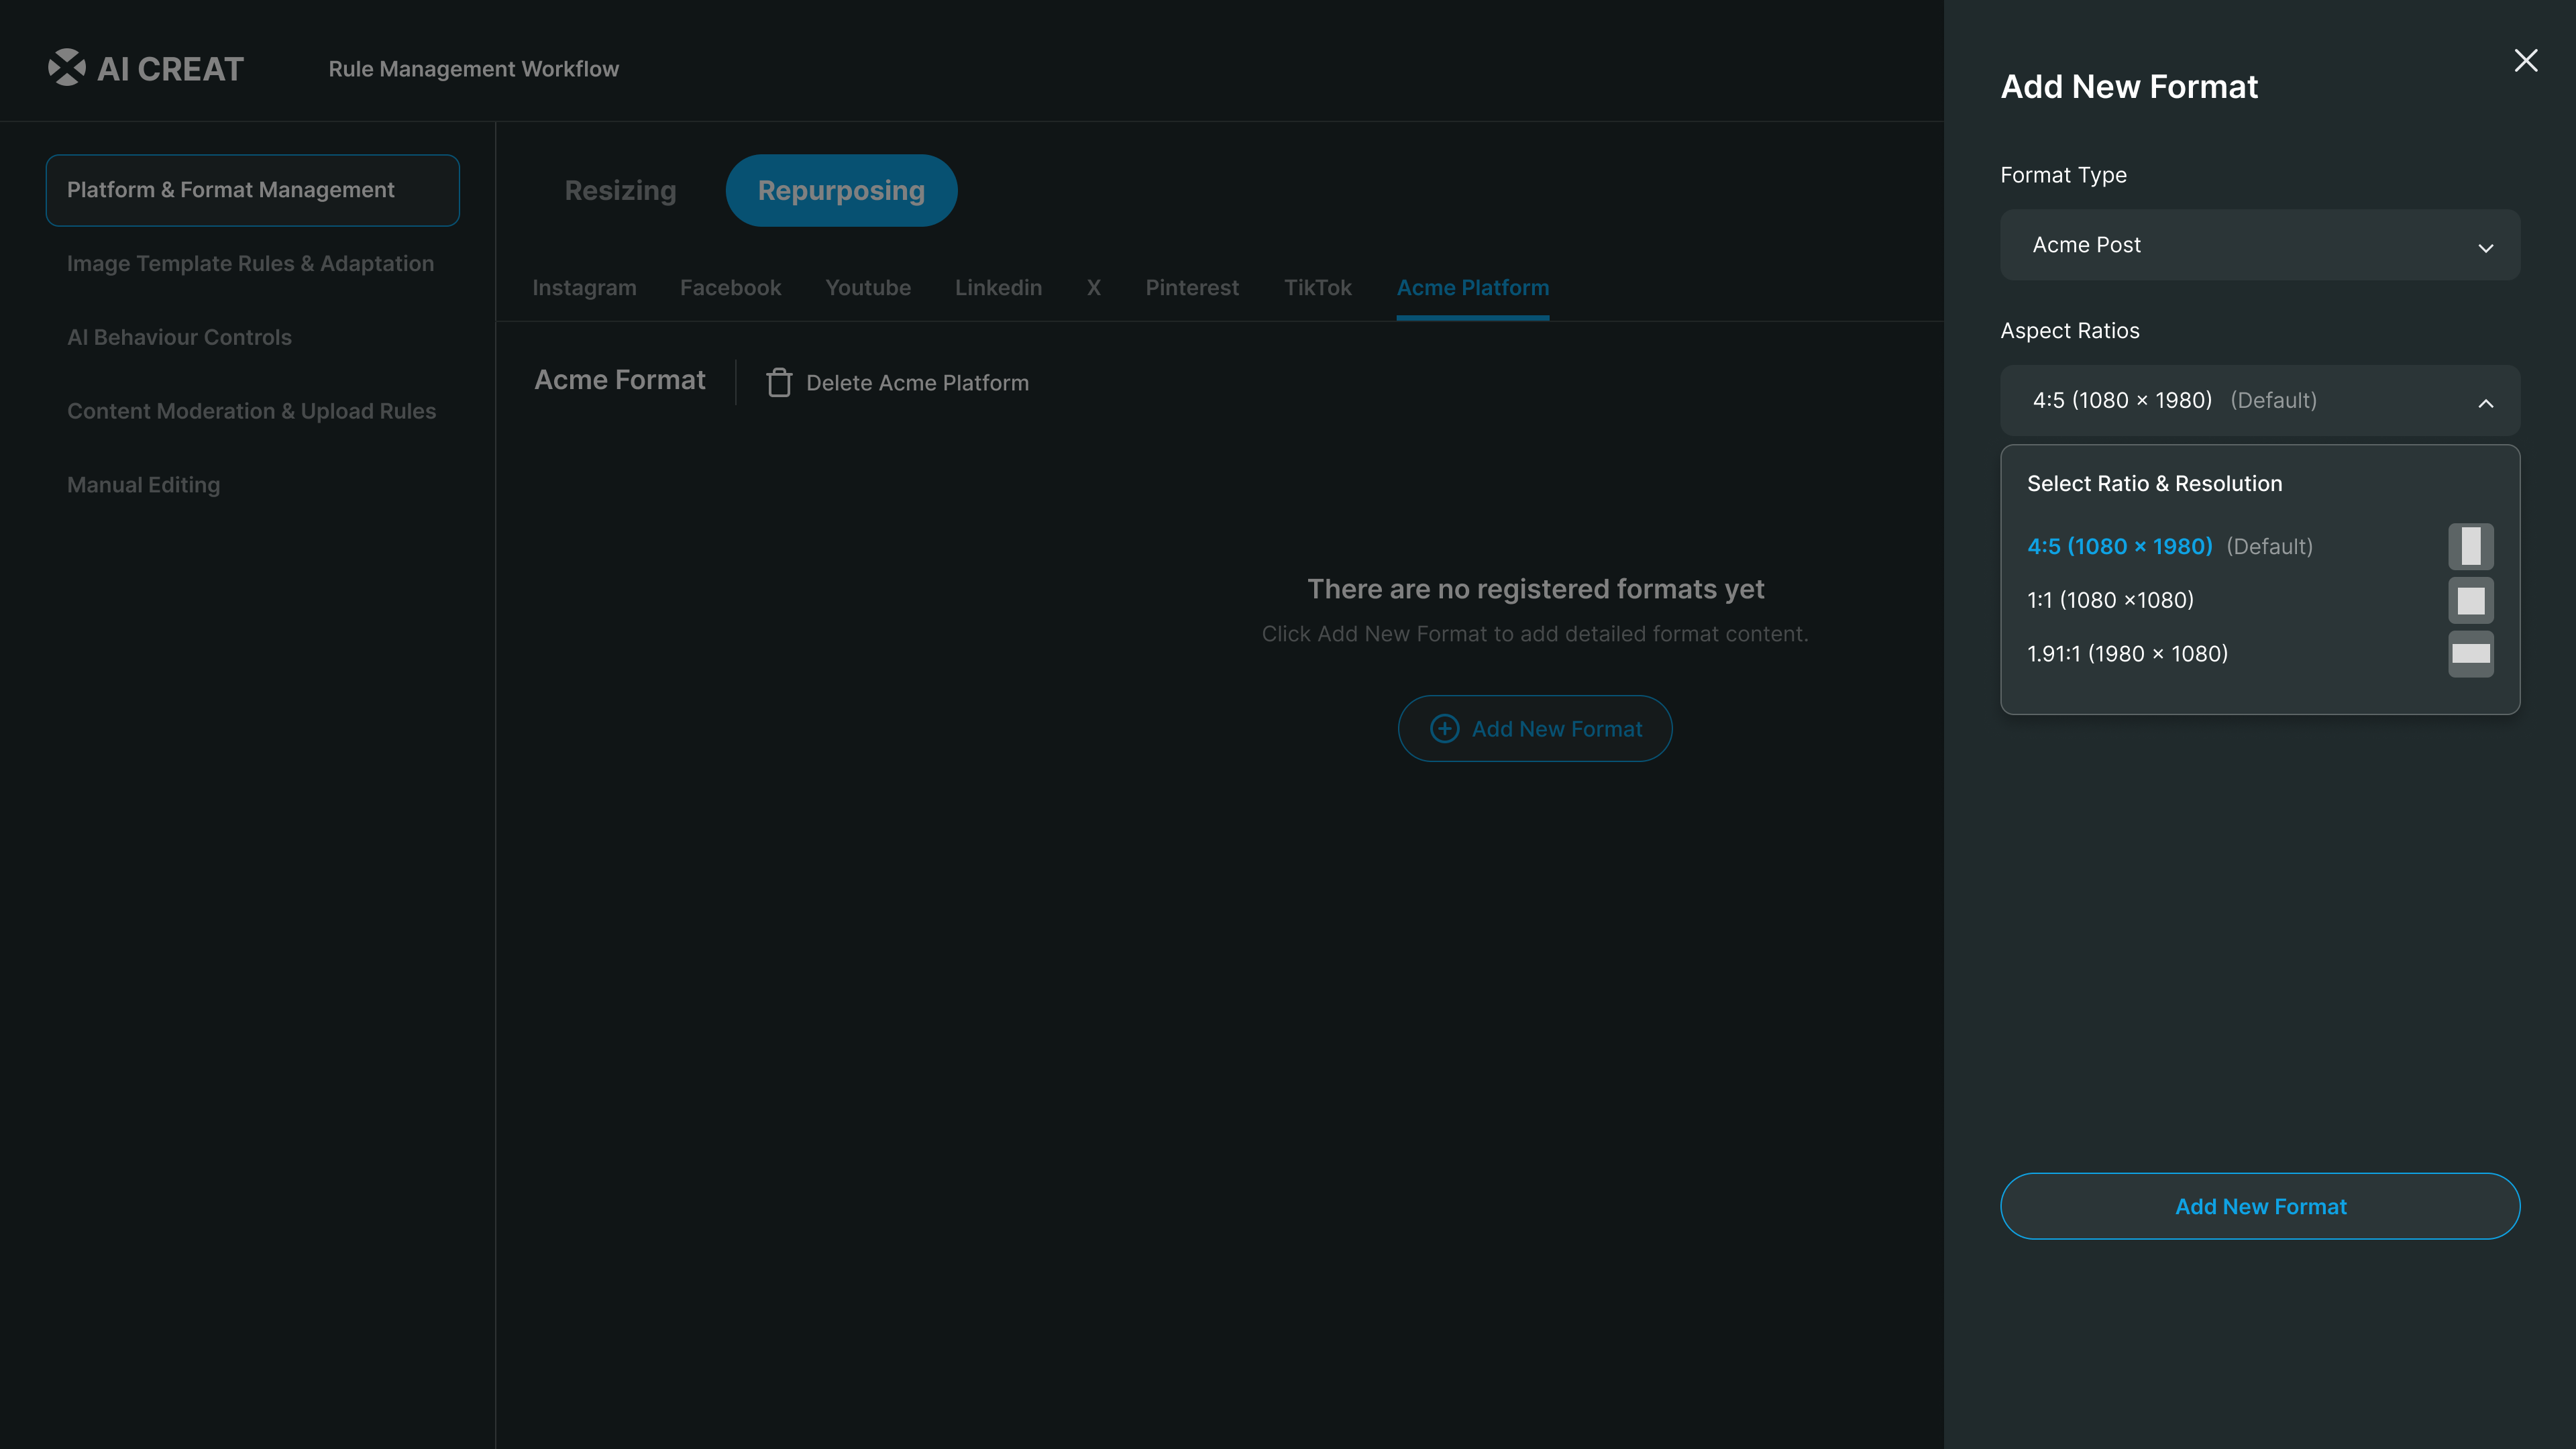 AI CREAT
Rule Management Workflow
Platform & Format Management
Image Template Rules & Adaptation
AI Behaviour Controls
Content Moderation & Upload Rules
Manual Editing
Resizing
Repurposing
Instagram
Facebook
Youtube
Linkedin
X
Pinterest
TikTok
Acme Platform
Acme Format
Delete Acme Platform
There are no registered formats yet
Click Add New Format to add detailed format content.
Add New Format
Add New Format
Format Type
Acme Post
Aspect Ratios
4:5 (1080 × 1980) (Default)
Select Ratio & Resolution
4:5 (1080 × 1980) (Default)
1:1 (1080 ×1080)
1.91:1 (1980 × 1080)
Add New Format